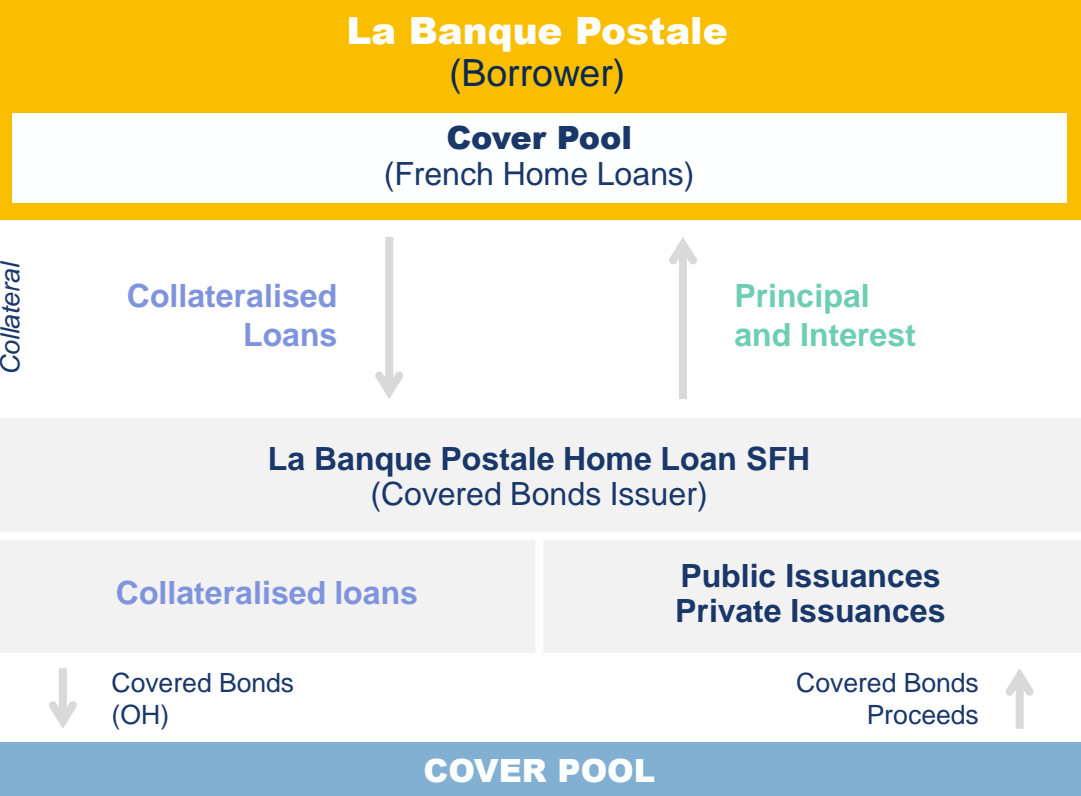 La Banque Postale
(Borrower)
Cover Pool
(French Home Loans)
Collateral
Collateralised
Loans
Principal
and Interest
La Banque Postale Home Loan SFH
(Covered Bonds Issuer)
Collateralised loans
Public Issuances
Private Issuances
Covered Bonds
(OH)
Covered Bonds
Proceeds
COVER POOL